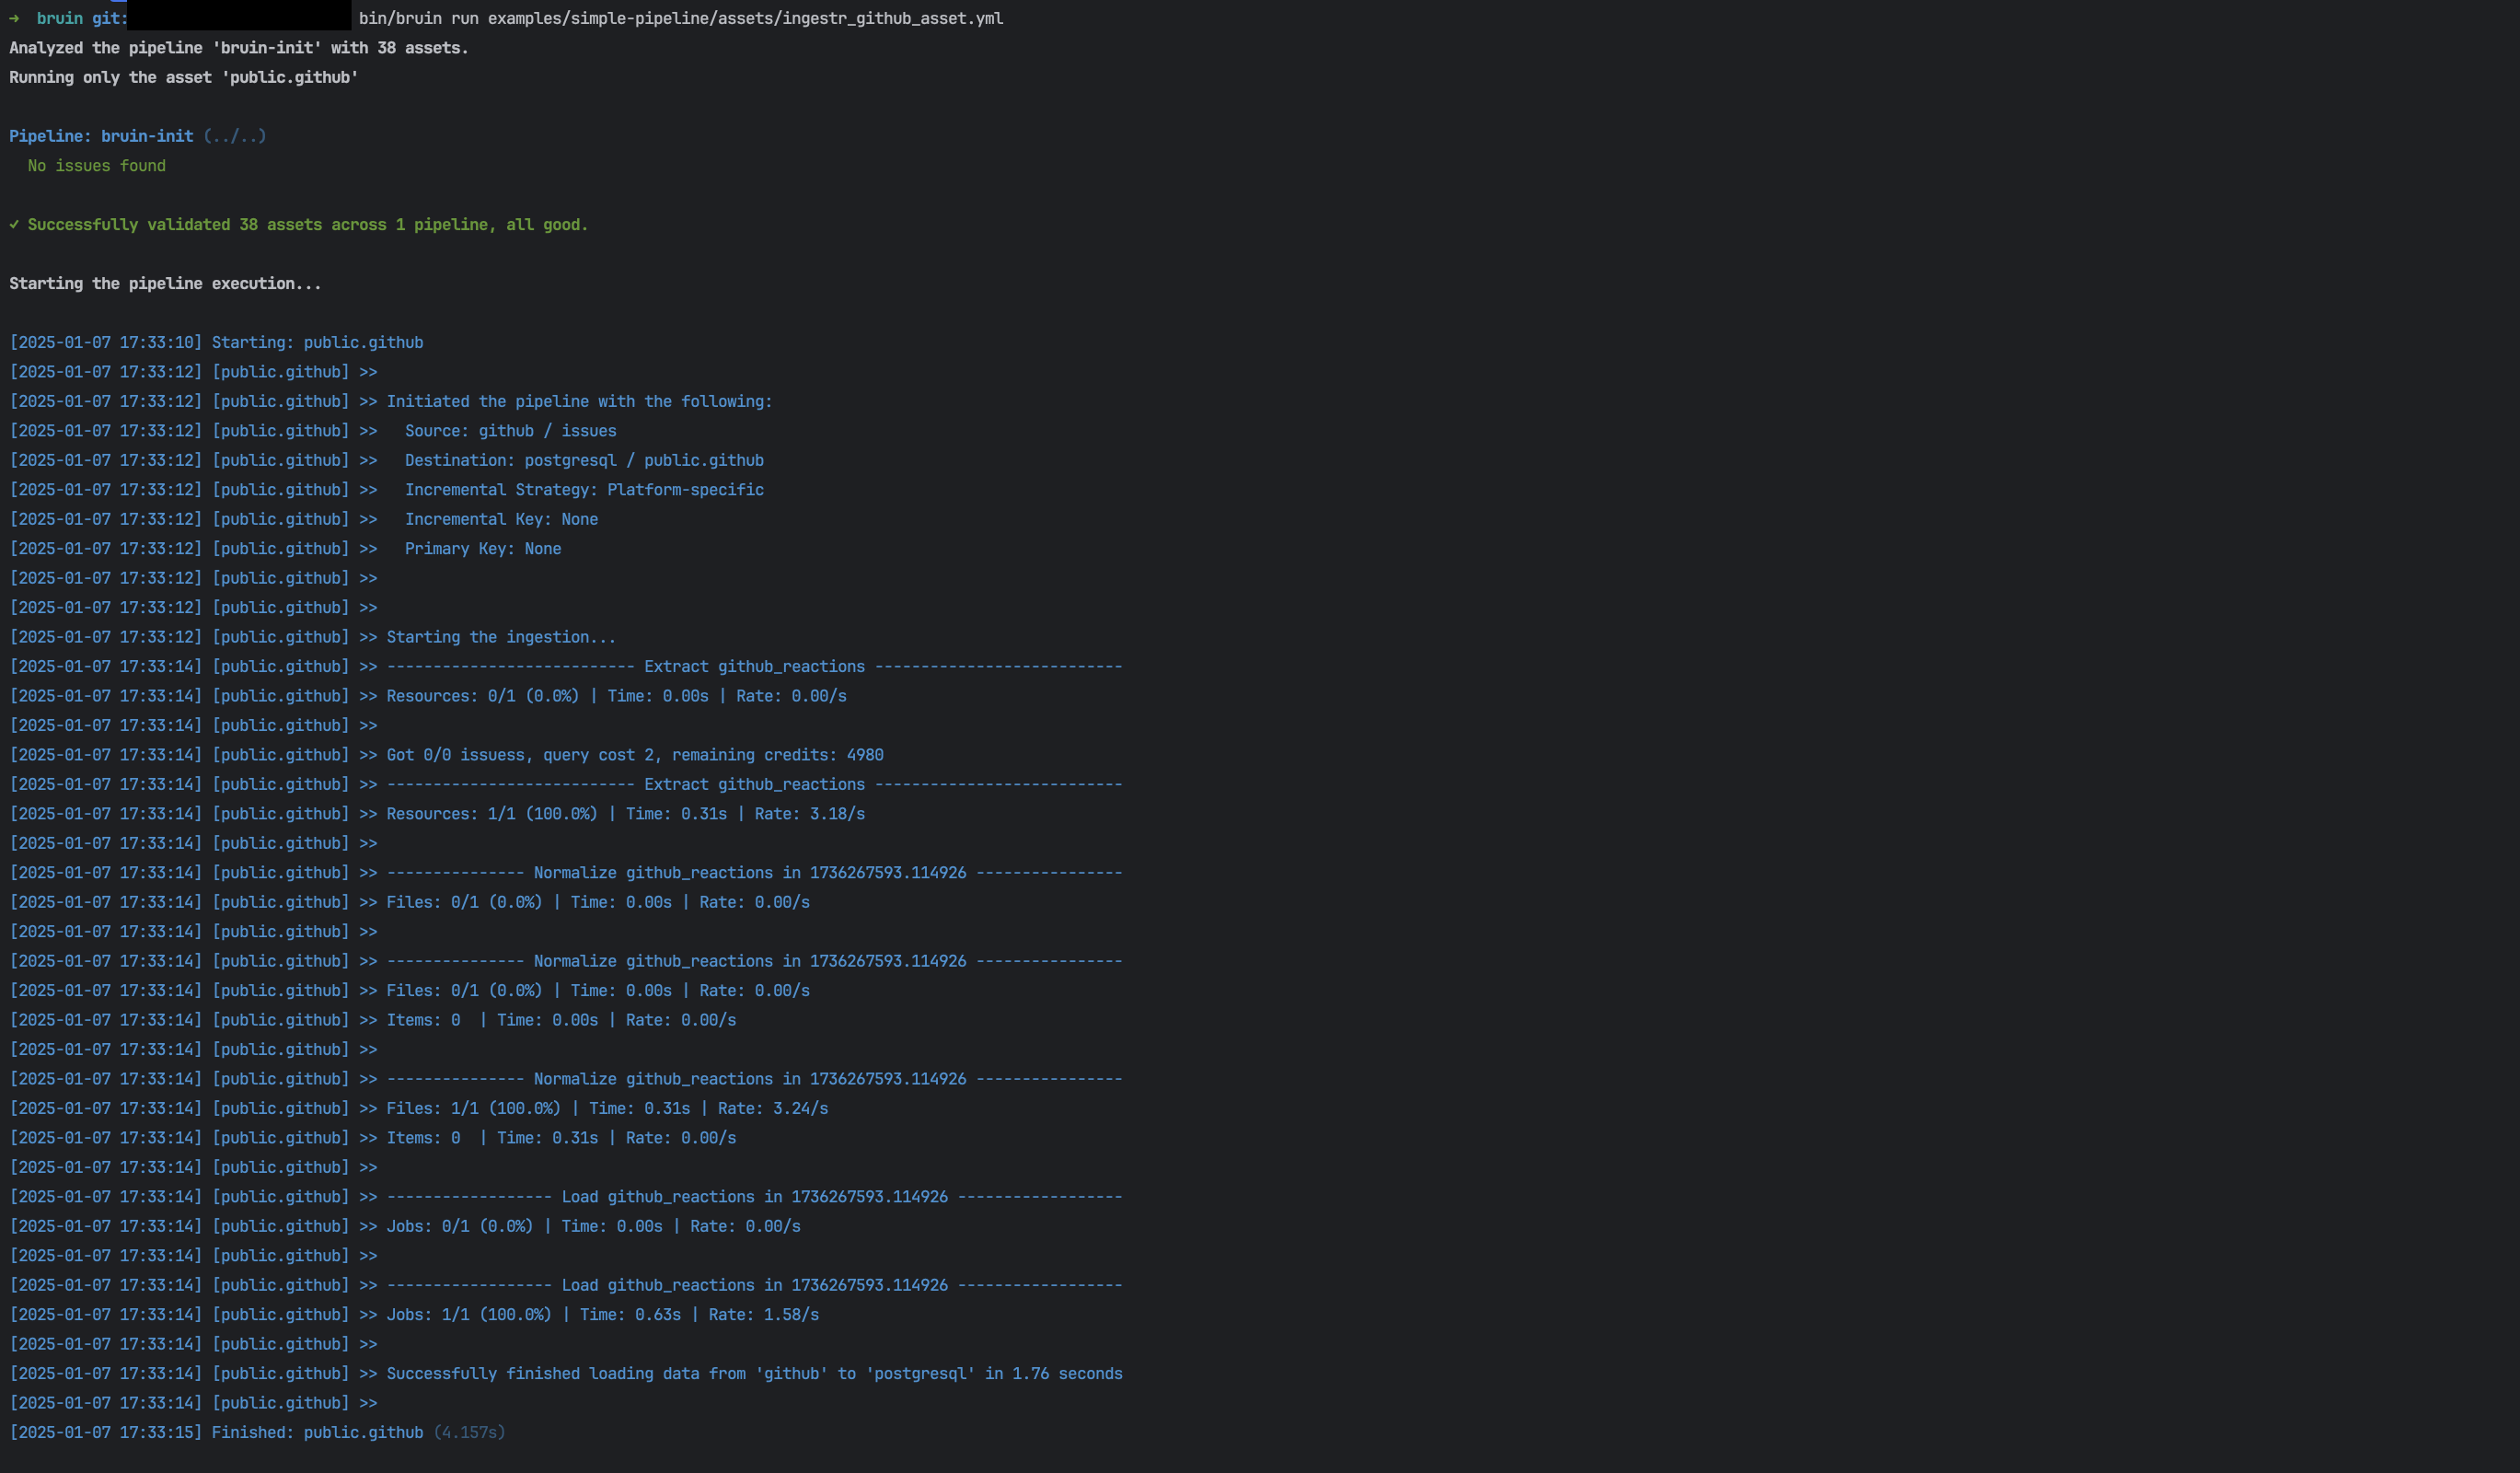 → bruin git: bin/bruin run examples/simple-pipeline/assets/ingestr_github_asset.yml
Analyzed the pipeline 'bruin-init' with 38 assets.
Running only the asset 'public.github'
Pipeline: bruin-init (../..)
No issues found
✓ Successfully validated 38 assets across 1 pipeline, all good.
Starting the pipeline execution...
[2025-01-07 17:33:10] Starting: public.github
[2025-01-07 17:33:12] [public.github] >>
[2025-01-07 17:33:12] [public.github] >> Initiated the pipeline with the following:
[2025-01-07 17:33:12] [public.github] >>   Source: github / issues
[2025-01-07 17:33:12] [public.github] >>   Destination: postgresql / public.github
[2025-01-07 17:33:12] [public.github] >>   Incremental Strategy: Platform-specific
[2025-01-07 17:33:12] [public.github] >>   Incremental Key: None
[2025-01-07 17:33:12] [public.github] >>   Primary Key: None
[2025-01-07 17:33:12] [public.github] >>
[2025-01-07 17:33:12] [public.github] >>
[2025-01-07 17:33:12] [public.github] >> Starting the ingestion...
[2025-01-07 17:33:14] [public.github] >> --------------------------- Extract github_reactions ---------------------------
[2025-01-07 17:33:14] [public.github] >> Resources: 0/1 (0.0%) | Time: 0.00s | Rate: 0.00/s
[2025-01-07 17:33:14] [public.github] >>
[2025-01-07 17:33:14] [public.github] >> Got 0/0 issuess, query cost 2, remaining credits: 4980
[2025-01-07 17:33:14] [public.github] >> --------------------------- Extract github_reactions ---------------------------
[2025-01-07 17:33:14] [public.github] >> Resources: 1/1 (100.0%) | Time: 0.31s | Rate: 3.18/s
[2025-01-07 17:33:14] [public.github] >>
[2025-01-07 17:33:14] [public.github] >> --------------- Normalize github_reactions in 1736267593.114926 ----------------
[2025-01-07 17:33:14] [public.github] >> Files: 0/1 (0.0%) | Time: 0.00s | Rate: 0.00/s
[2025-01-07 17:33:14] [public.github] >>
[2025-01-07 17:33:14] [public.github] >> --------------- Normalize github_reactions in 1736267593.114926 ----------------
[2025-01-07 17:33:14] [public.github] >> Files: 0/1 (0.0%) | Time: 0.00s | Rate: 0.00/s
[2025-01-07 17:33:14] [public.github] >> Items: 0  | Time: 0.00s | Rate: 0.00/s
[2025-01-07 17:33:14] [public.github] >>
[2025-01-07 17:33:14] [public.github] >> --------------- Normalize github_reactions in 1736267593.114926 ----------------
[2025-01-07 17:33:14] [public.github] >> Files: 1/1 (100.0%) | Time: 0.31s | Rate: 3.24/s
[2025-01-07 17:33:14] [public.github] >> Items: 0  | Time: 0.31s | Rate: 0.00/s
[2025-01-07 17:33:14] [public.github] >>
[2025-01-07 17:33:14] [public.github] >> ------------------ Load github_reactions in 1736267593.114926 ------------------
[2025-01-07 17:33:14] [public.github] >> Jobs: 0/1 (0.0%) | Time: 0.00s | Rate: 0.00/s
[2025-01-07 17:33:14] [public.github] >>
[2025-01-07 17:33:14] [public.github] >> ------------------ Load github_reactions in 1736267593.114926 ------------------
[2025-01-07 17:33:14] [public.github] >> Jobs: 1/1 (100.0%) | Time: 0.63s | Rate: 1.58/s
[2025-01-07 17:33:14] [public.github] >>
[2025-01-07 17:33:14] [public.github] >> Successfully finished loading data from 'github' to 'postgresql' in 1.76 seconds
[2025-01-07 17:33:14] [public.github] >>
[2025-01-07 17:33:15] Finished: public.github (4.157s)